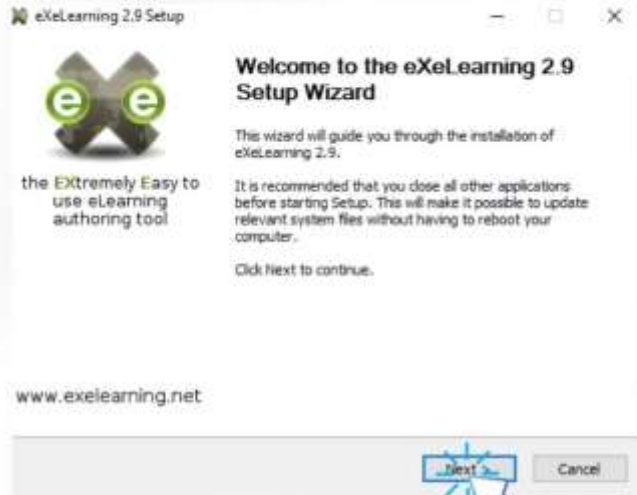 eXeLearning 2.9 Setup
Welcome to the eXeLearning 2.9
Setup Wizard
This wizard will guide you through the installation of
eXeLearning 2.9.
e e
the EXtremely Easy to
use eLearning
authoring tool
It is recommended that you close all other applications
before starting Setup. This will make it possible to update
relevant system files without having to reboot your
computer.
Click Next to continue.
www.exelearning.net
Next >
Cancel